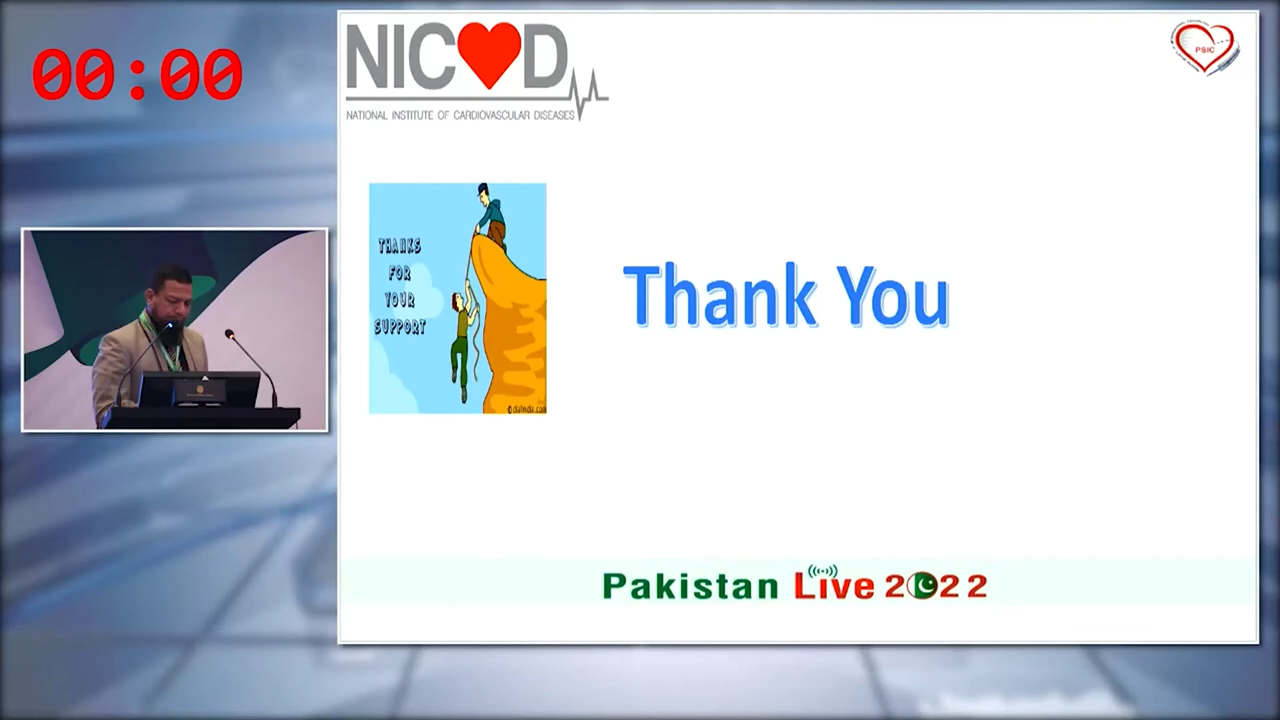 00:00
NICVD
NATIONAL INSTITUTE OF CARDIOVASCULAR DISEASES
PSIC
THANKS
FOR
YOUR
SUPPORT
Thank You
Pakistan Live 2022